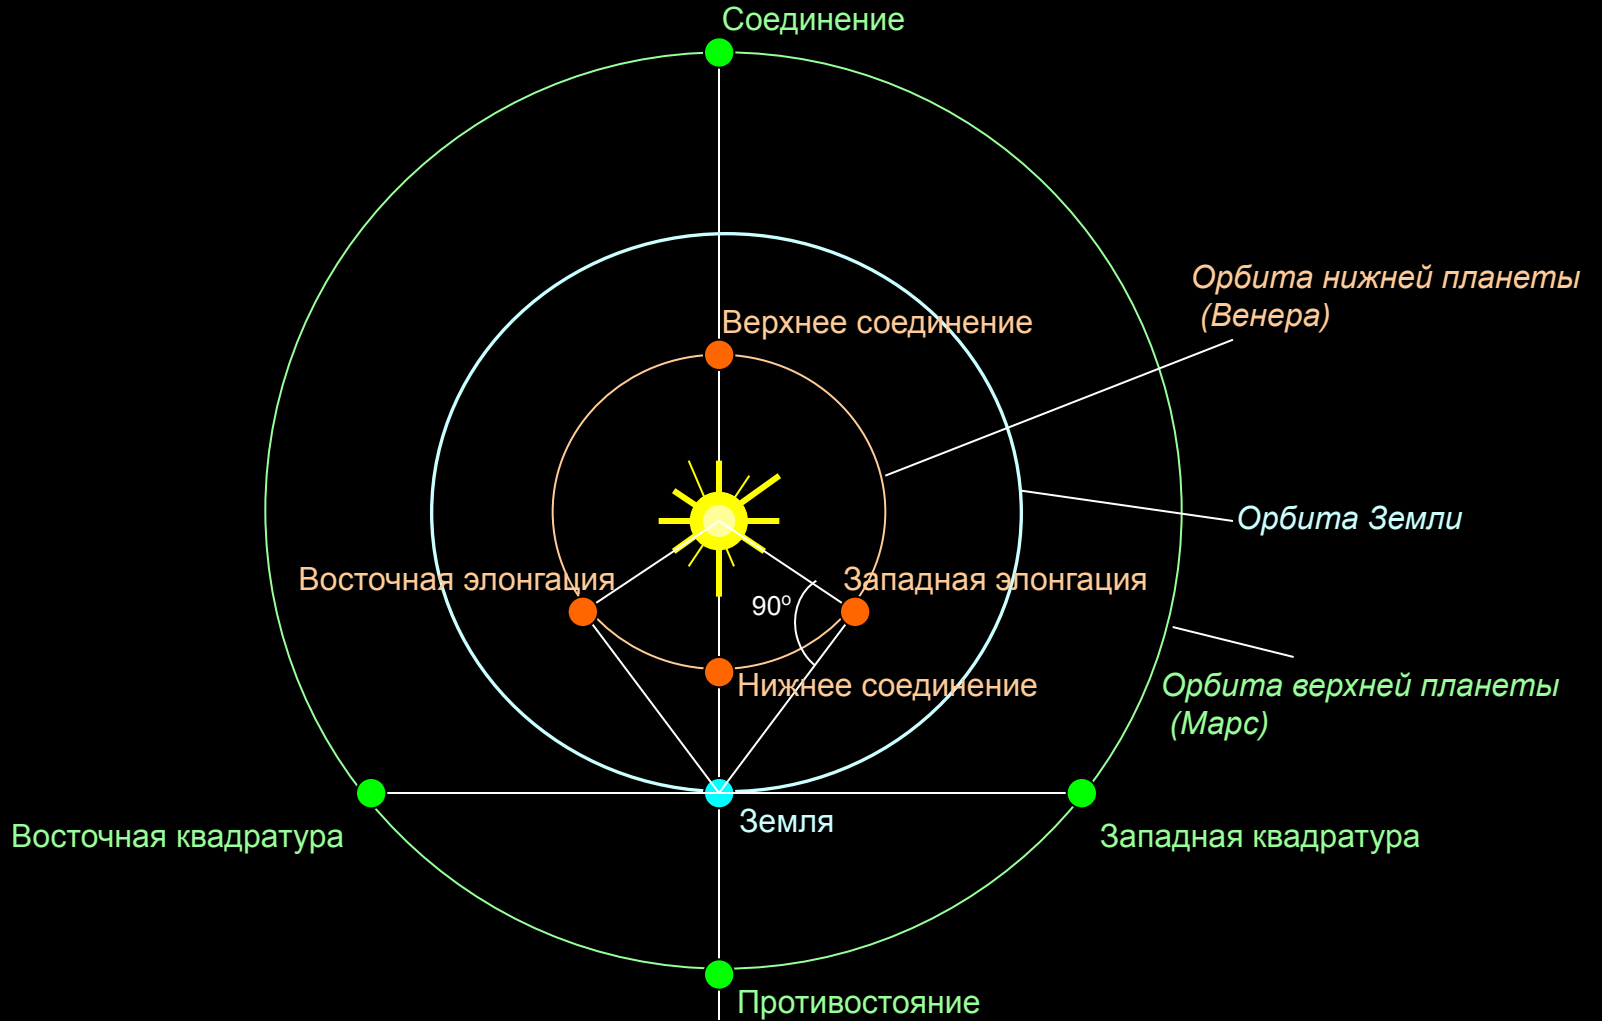 Соединение
Орбита нижней планеты
(Венера)
Верхнее соединение
Орбита Земли
Восточная элонгация
Западная элонгация
90º
Нижнее соединение
Орбита верхней планеты
(Марс)
Земля
Восточная квадратура
Западная квадратура
Противостояние